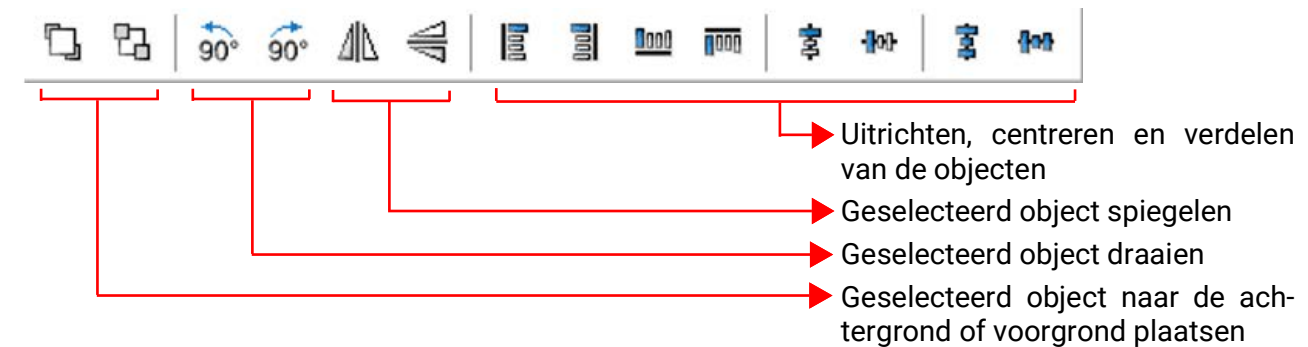 90° 90°
Uitrichten, centreren en verdelen
van de objecten
Geselecteerd object spiegelen
Geselecteerd object draaien
Geselecteerd object naar de ach-
tergrond of voorgrond plaatsen